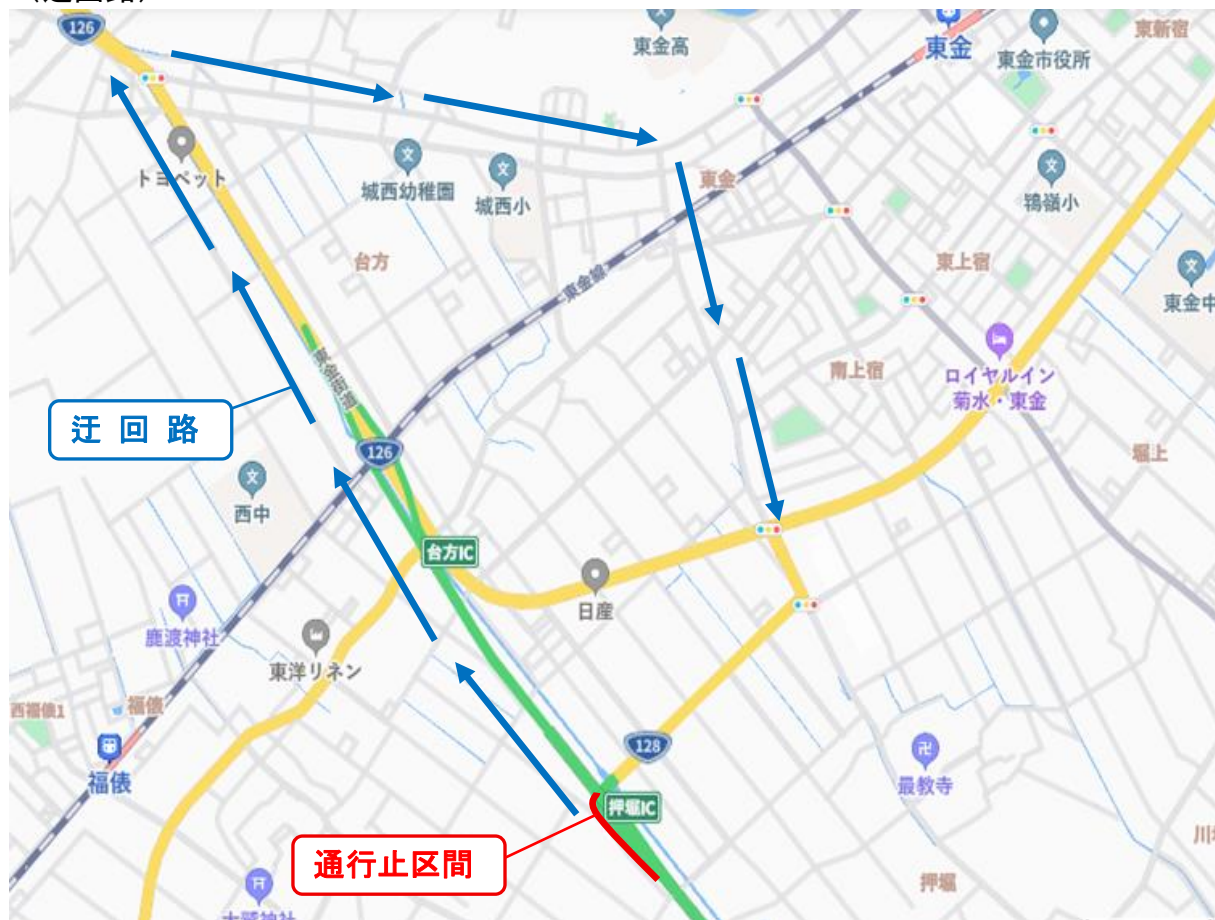 126
東金高
東金
東金市役所
東新宿
トヨペット
城西幼稚園
城西小
東金
鴇嶺小
台方
東金線
東上宿
東金中
東金街道
南上宿
ロイヤルイン
菊水・東金
迂 回 路
126
堀上
西中
台方IC
日産
鹿渡神社
東洋リネン
西福俵1
福俵
128
福俵
最教寺
押堀IC
通行止区間
押堀